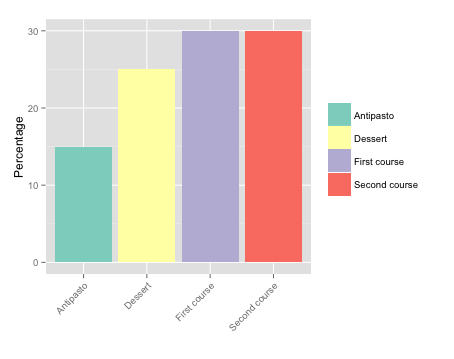 Percentage
30
20
10
0
Antipasto
Dessert
First course
Second course
Antipasto
Dessert
First course
Second course